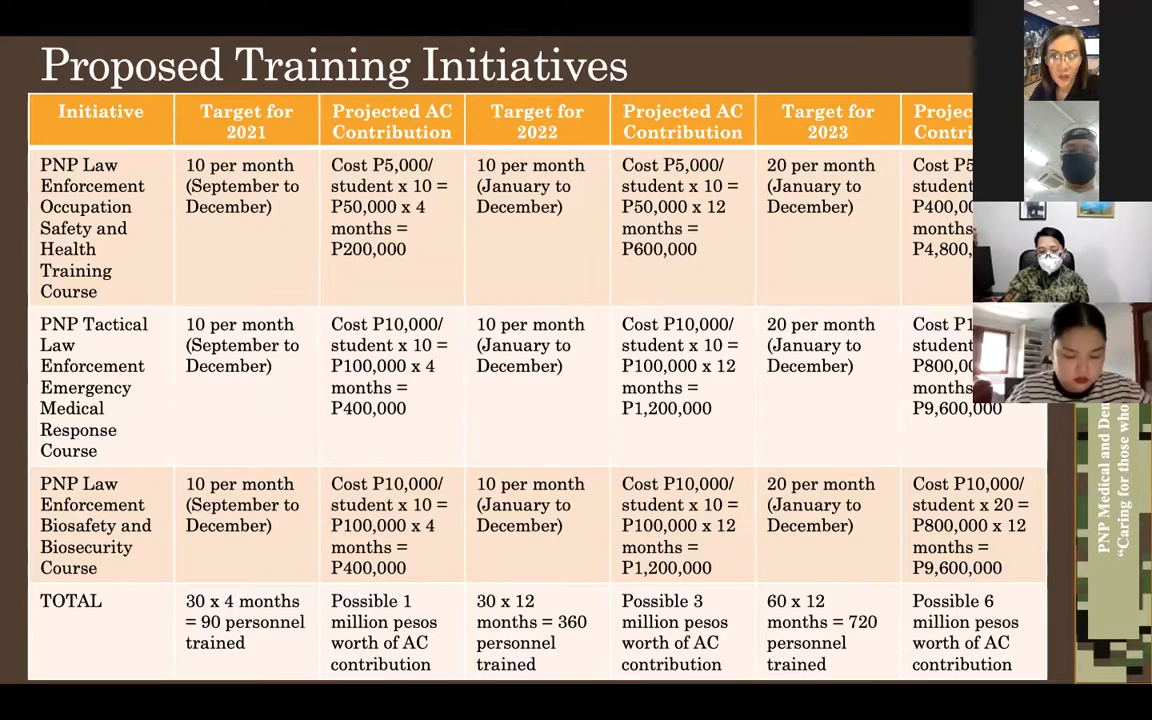 Proposed Training Initiatives
Initiative
Target for
2021
Projected AC
Contribution
Target for
2022
Projected AC
Contribution
Target for
2023
Projec
Contri
PNP Law
Enforcement
Occupation
Safety and
Health
Training
Course
10 per month
(September to
December)
Cost P5,000/
student x 10 =
P50,000 x 4
months =
P200,000
10 per month
(January to
December)
Cost P5,000/
student x 10 =
P50,000 x 12
months =
P600,000
20 per month
(January to
December)
Cost P5
student
P400,00
months
P4,800,
PNP Tactical
Law
Enforcement
Emergency
Medical
Response
Course
10 per month
(September to
December)
Cost P10,000/
student x 10 =
P100,000 x 4
months =
P400,000
10 per month
(January to
December)
Cost P10,000/
student x 10 =
P100,000 x 12
months =
P1,200,000
20 per month
(January to
December)
Cost P1
student
P800,00
months
P9,600,000
PNP Law
Enforcement
Biosafety and
Biosecurity
Course
10 per month
(September to
December)
Cost P10,000/
student x 10 =
P100,000 x 4
months =
P400,000
10 per month
(January to
December)
Cost P10,000/
student x 10 =
P100,000 x 12
months =
P1,200,000
20 per month
(January to
December)
Cost P10,000/
student x 20 =
P800,000 x 12
months =
P9,600,000
TOTAL
30 x 4 months
= 90 personnel
trained
Possible 1
million pesos
worth of AC
contribution
30 x 12
months = 360
personnel
trained
Possible 3
million pesos
worth of AC
contribution
60 x 12
months = 720
personnel
trained
Possible 6
million pesos
worth of AC
contribution
PNP Medical and Den
“Caring for those who